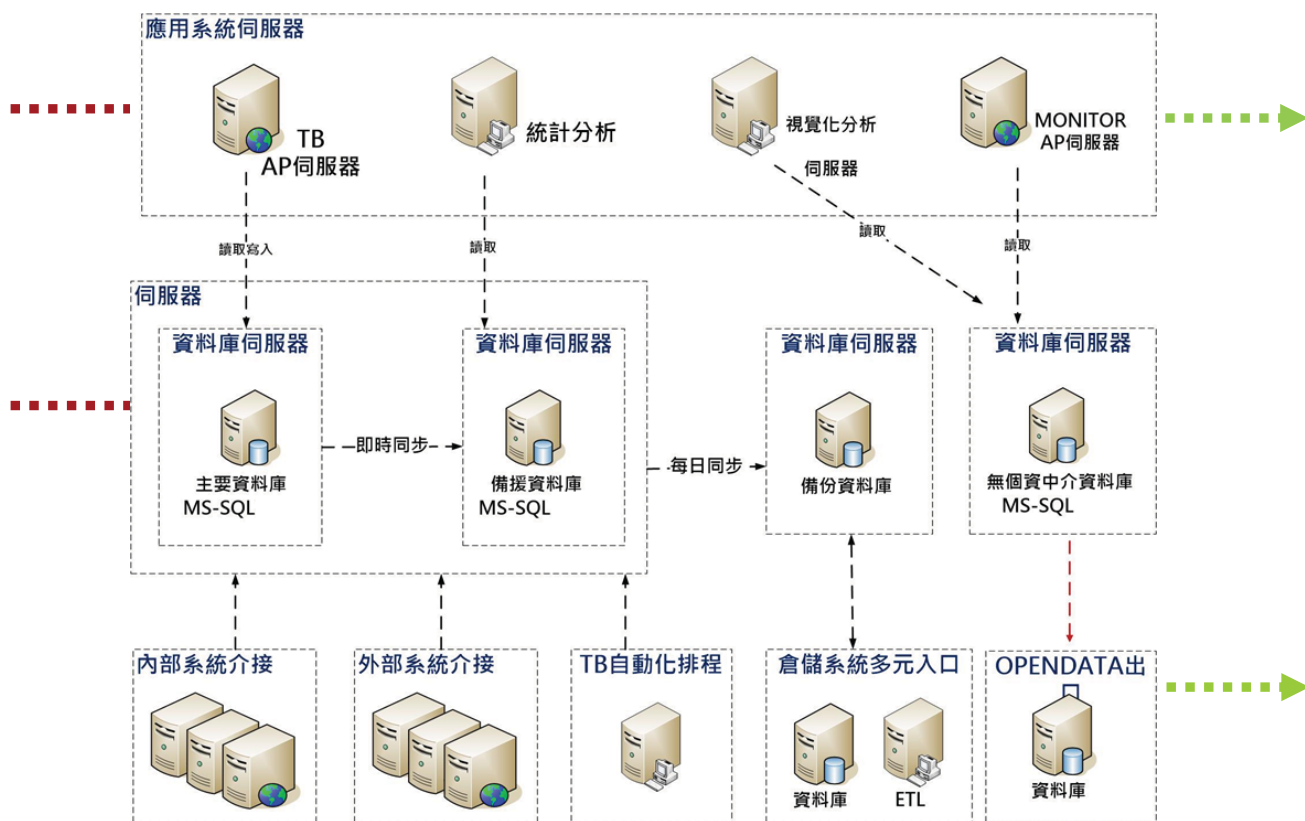 應用系統伺服器
TB
AP伺服器
統計分析
視覺化分析
伺服器
MONITOR
AP伺服器
讀取寫入
讀取
讀取
讀取
伺服器
資料庫伺服器
主要資料庫
MS-SQL
即時同步
資料庫伺服器
備援資料庫
MS-SQL
每日同步
資料庫伺服器
備份資料庫
資料庫伺服器
無個資中介資料庫
MS-SQL
內部系統介接
外部系統介接
TB自動化排程
倉儲系統多元入口
資料庫
ETL
OPENDATA出
口
資料庫